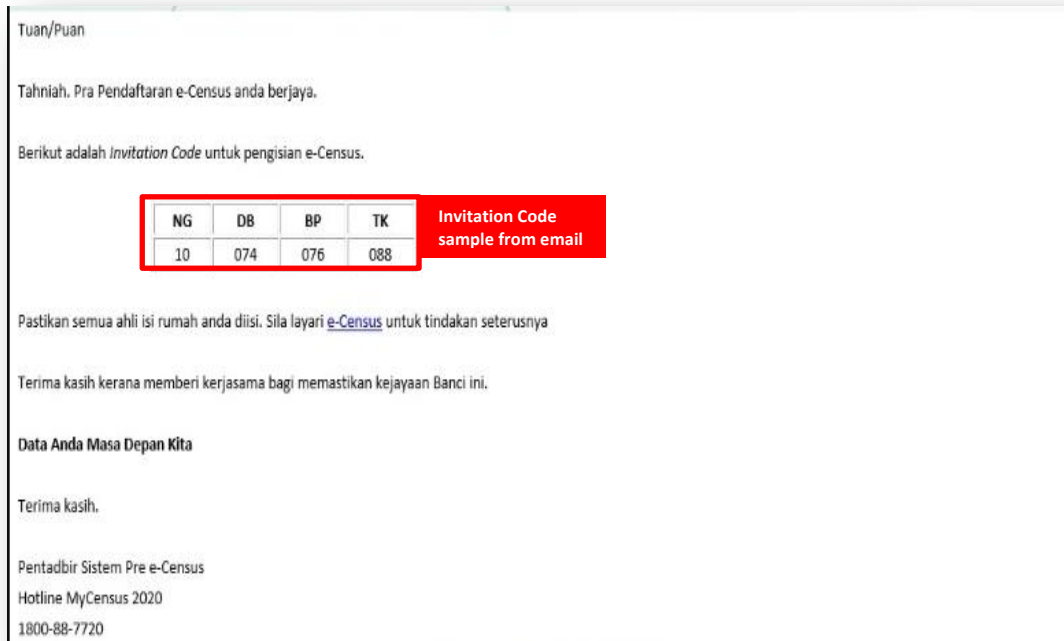 Tuan/Puan
Tahniah. Pra Pendaftaran e-Census anda berjaya.
Berikut adalah Invitation Code untuk pengisian e-Census.
NG DB BP TK
10 074 076 088
Invitation Code
sample from email
Pastikan semua ahli isi rumah anda diisi. Sila layari e-Census untuk tindakan seterusnya
Terima kasih kerana memberi kerjasama bagi memastikan kejayaan Banci ini.
Data Anda Masa Depan Kita
Terima kasih.
Pentadbir Sistem Pre e-Census
Hotline MyCensus 2020
1800-88-7720